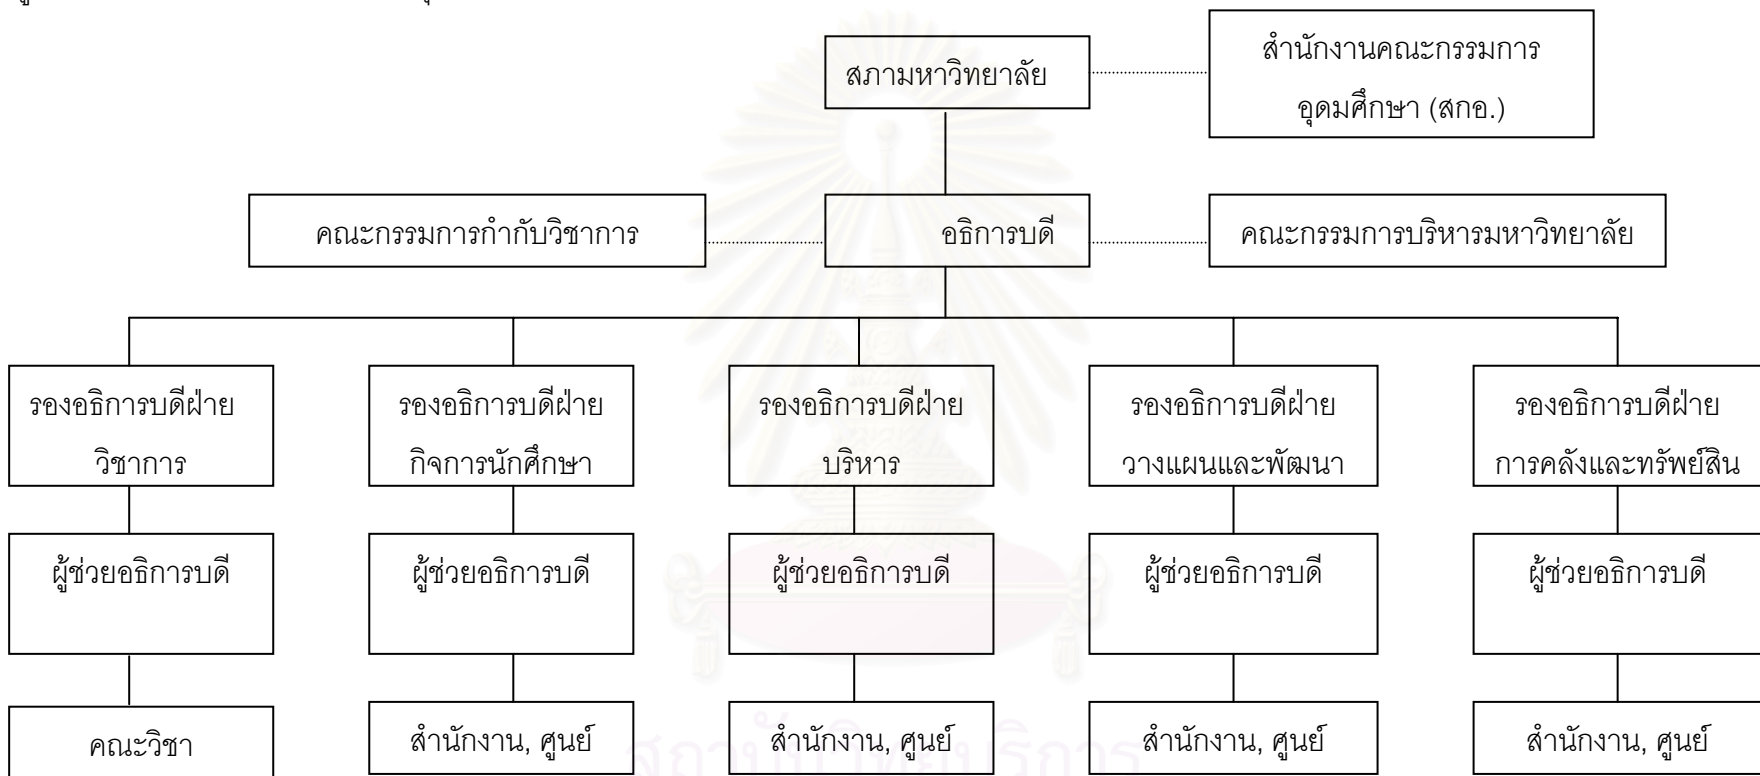 สภามหาวิทยาลัย
สำนักงานคณะกรรมการ
อุดมศึกษา (สกอ.)
คณะกรรมการกำกับวิชาการ
อธิการบดี
คณะกรรมการบริหารมหาวิทยาลัย
รองอธิการบดีฝ่าย
วิชาการ
รองอธิการบดีฝ่าย
กิจการนักศึกษา
รองอธิการบดีฝ่าย
บริหาร
รองอธิการบดีฝ่าย
วางแผนและพัฒนา
รองอธิการบดีฝ่าย
การคลังและทรัพย์สิน
ผู้ช่วยอธิการบดี
ผู้ช่วยอธิการบดี
ผู้ช่วยอธิการบดี
ผู้ช่วยอธิการบดี
ผู้ช่วยอธิการบดี
คณะวิชา
สำนักงาน, ศูนย์
สำนักงาน, ศูนย์
สำนักงาน, ศูนย์
สำนักงาน, ศูนย์
สถาบันวิทยบริการ